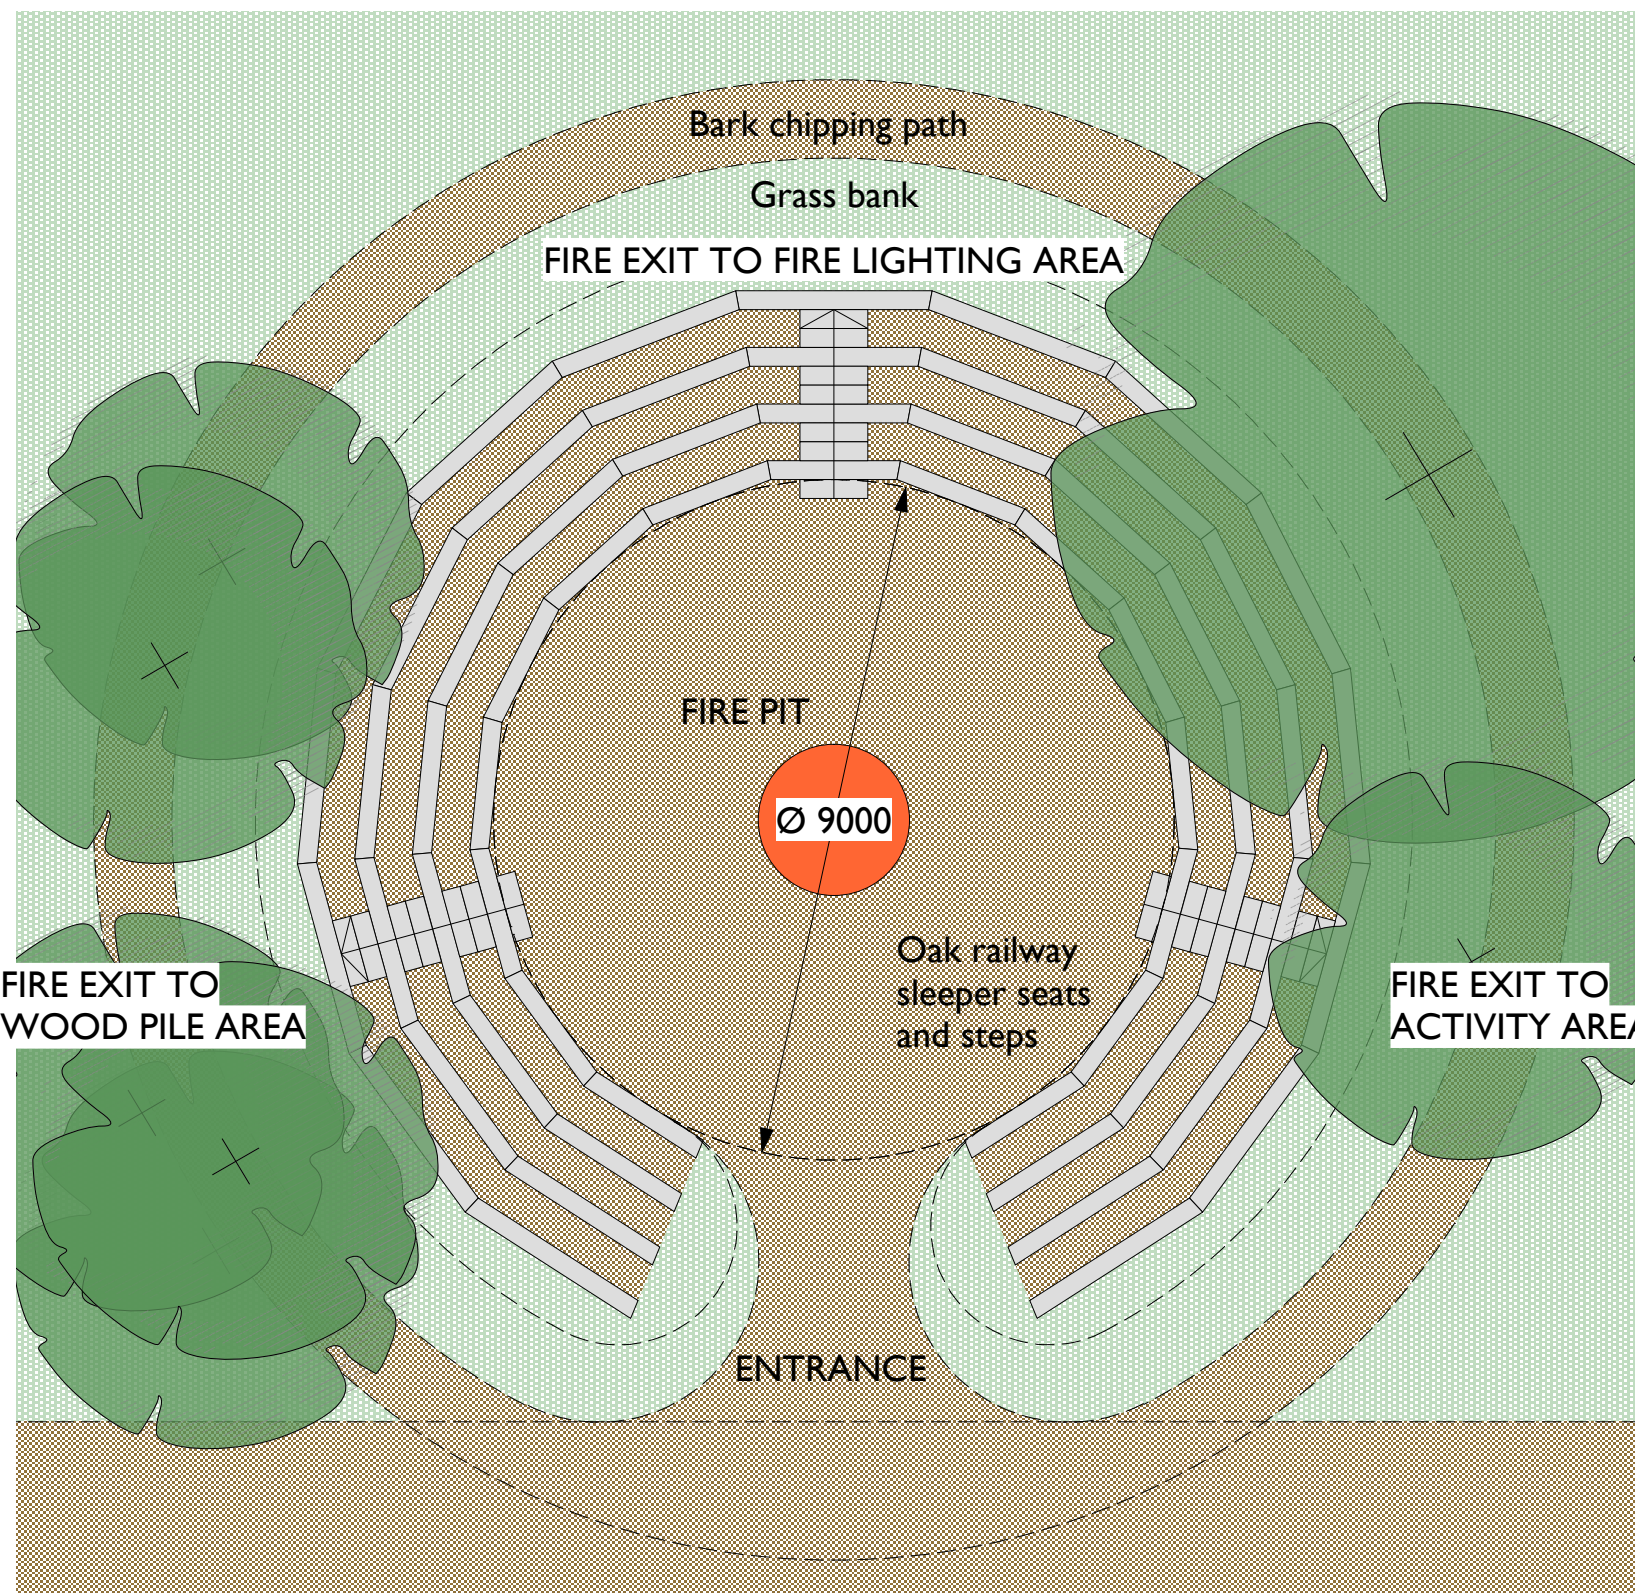 Bark chipping path
Grass bank
FIRE EXIT TO FIRE LIGHTING AREA
FIRE PIT
Ø 9000
Oak railway
sleeper seats
and steps
FIRE EXIT TO
WOOD PILE AREA
FIRE EXIT TO
ACTIVITY AREA
ENTRANCE